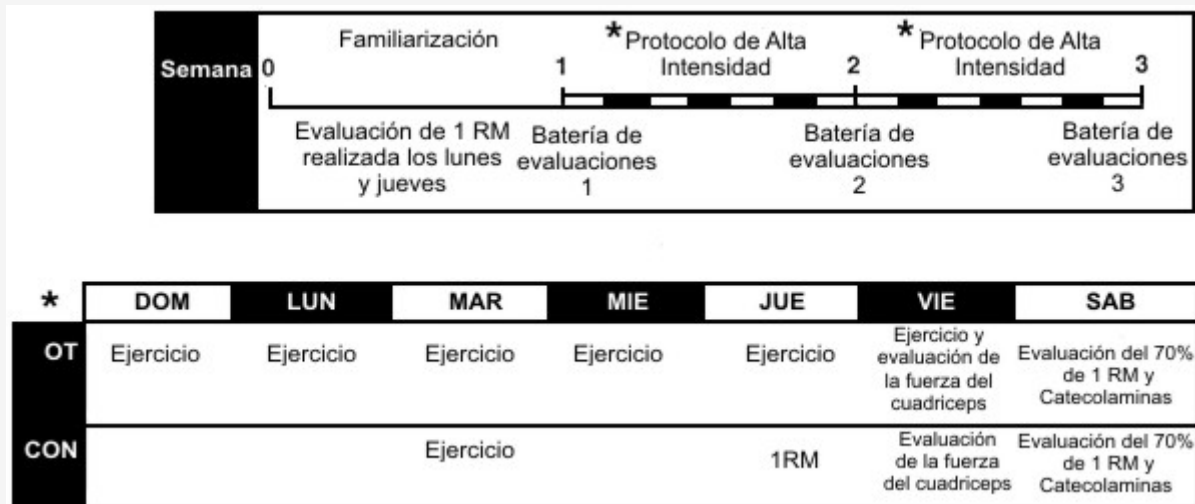 Familiarización
*Protocolo de Alta
Intensidad
*Protocolo de Alta
Intensidad
Semana 0 1 2 3
Evaluación de 1 RM
realizada los lunes
y jueves
Batería de
evaluaciones
1
Batería de
evaluaciones
2
Batería de
evaluaciones
3
* DOM LUN MAR MIE JUE VIE SAB
OT Ejercicio Ejercicio Ejercicio Ejercicio Ejercicio
Ejercicio y
evaluación de
la fuerza del
cuadriceps
Evaluación del 70%
de 1 RM y
Catecolaminas
CON Ejercicio 1RM
Evaluación
de la fuerza
del cuadriceps
Evaluación del 70%
de 1 RM y
Catecolaminas